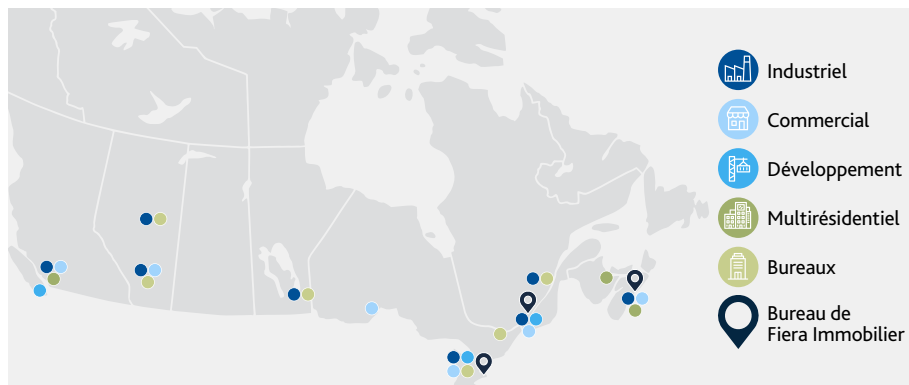 Industriel
Commercial
Développement
Multirésidentiel
Bureaux
Bureau de
Fiera Immobilier